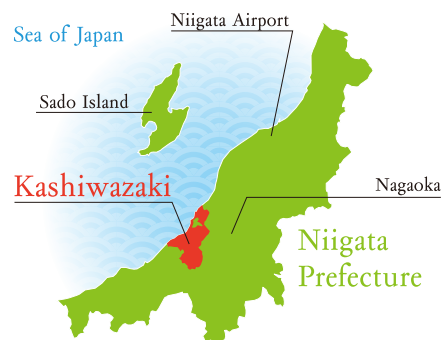 Niigata Airport
Sea of Japan
Sado Island
Kashiwazaki
Nagaoka
Niigata
Prefecture